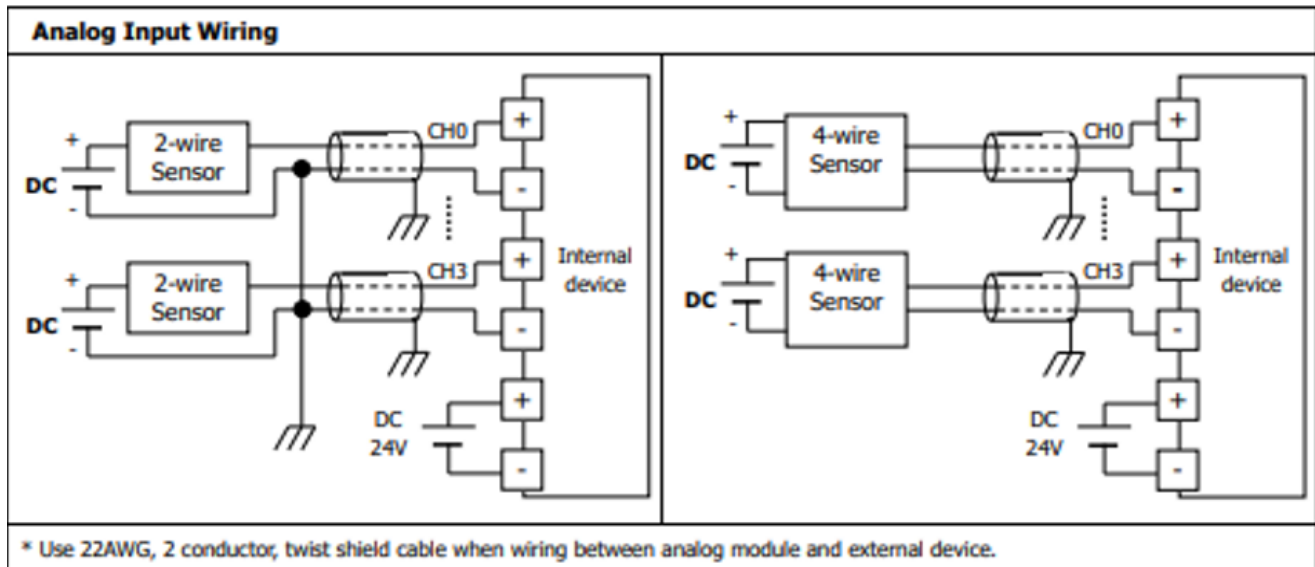 Analog Input Wiring
+
2-wire
Sensor
DC
-
CH0
+
-
+
2-wire
Sensor
DC
-
CH3
+
-
Internal
device
DC
24V
+
-
+
4-wire
Sensor
DC
-
CH0
+
-
+
4-wire
Sensor
DC
-
CH3
+
-
Internal
device
DC
24V
+
-
* Use 22AWG, 2 conductor, twist shield cable when wiring between analog module and external device.